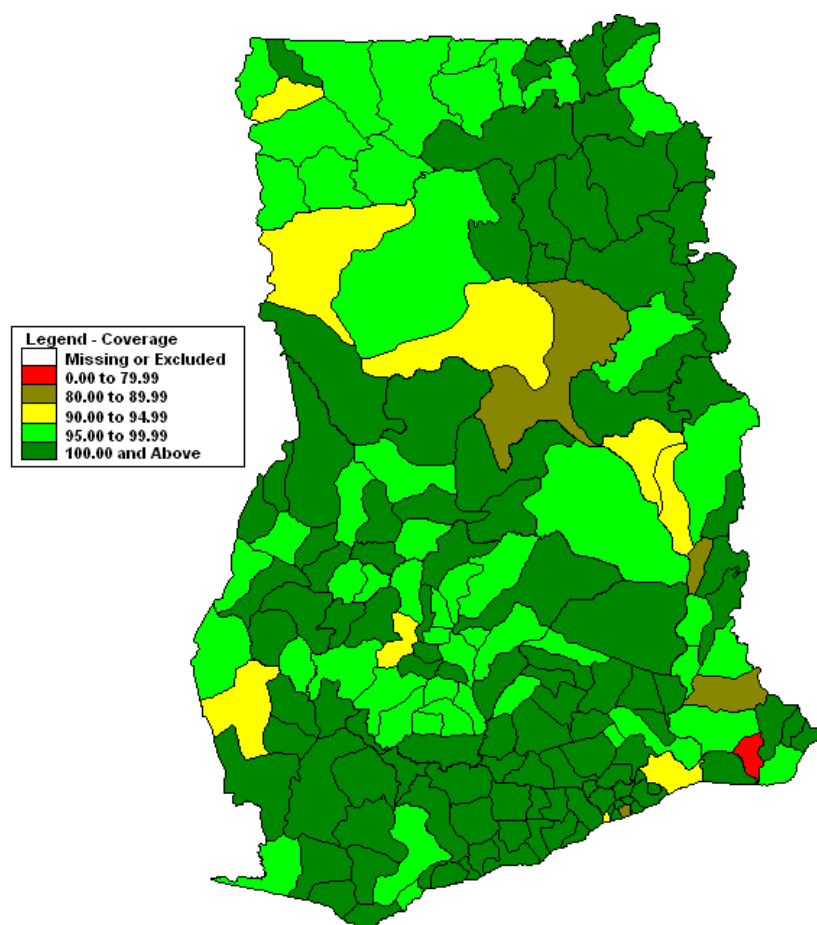 Legend - Coverage
Missing or Excluded
0.00 to 79.99
80.00 to 89.99
90.00 to 94.99
95.00 to 99.99
100.00 and Above